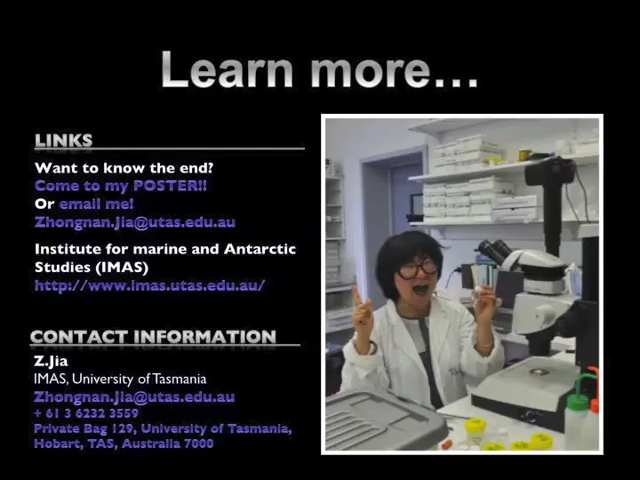 Learn more...
LINKS
Want to know the end?
Come to my POSTER!!
Or email me!
Zhongnan.Jia@utas.edu.au
Institute for marine and Antarctic
Studies (IMAS)
http://www.imas.utas.edu.au/
CONTACT INFORMATION
Z.Jia
IMAS, University of Tasmania
Zhongnan.Jia@utas.edu.au
+ 61 3 6232 3559
Private Bag 129, University of Tasmania,
Hobart, TAS, Australia 7000